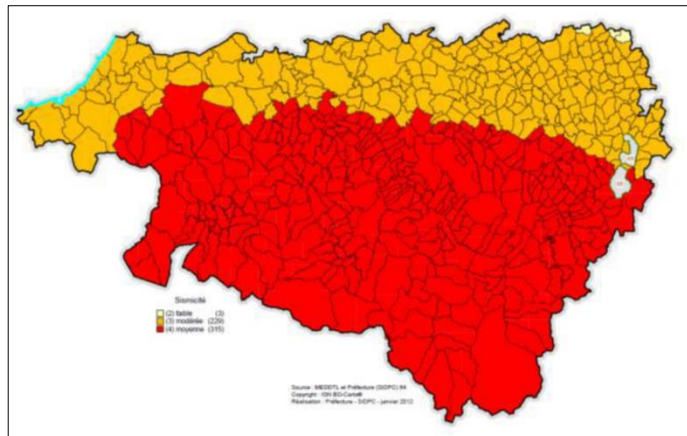 Sismicité
(2) faible (3)
(3) modérée (229)
(4) moyenne (315)
Source : MEDDTL et Préfecture (SIDPC) 64
Copyright : IGN BD-Carto®
Réalisation : Préfecture - SIDPC - janvier 2012